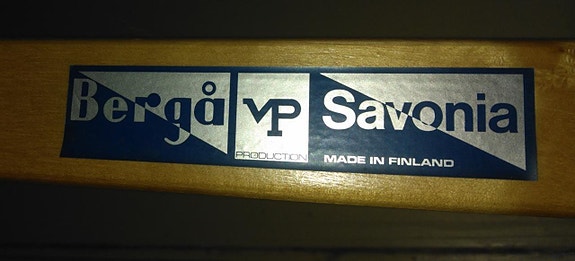 Bergå
VP
PRODUCTION
Savonia
MADE IN FINLAND